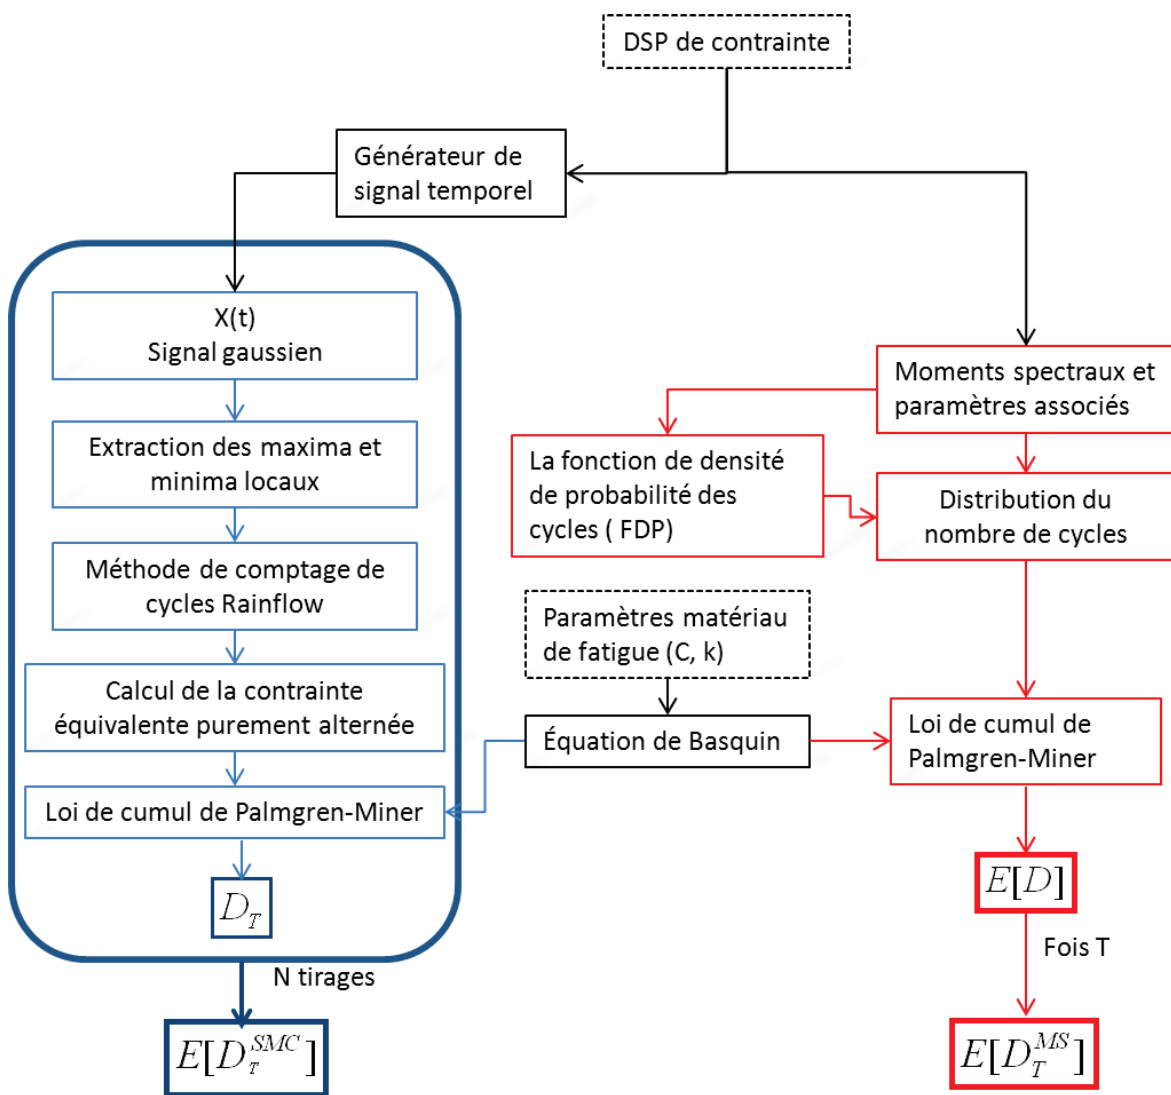 DSP de contrainte
Générateur de
signal temporel
X(t)
Signal gaussien
Extraction des maxima et
minima locaux
Méthode de comptage de
cycles Rainflow
Calcul de la contrainte
équivalente purement alternée
Loi de cumul de Palmgren-Miner
D_T
N tirages
E[D_T^{SMC}]
Moments spectraux et
paramètres associés
La fonction de densité
de probabilité des
cycles ( FDP)
Distribution du
nombre de cycles
Paramètres matériau
de fatigue (C, k)
Équation de Basquin
Loi de cumul de
Palmgren-Miner
E[D]
Fois T
E[D_T^{MS}]